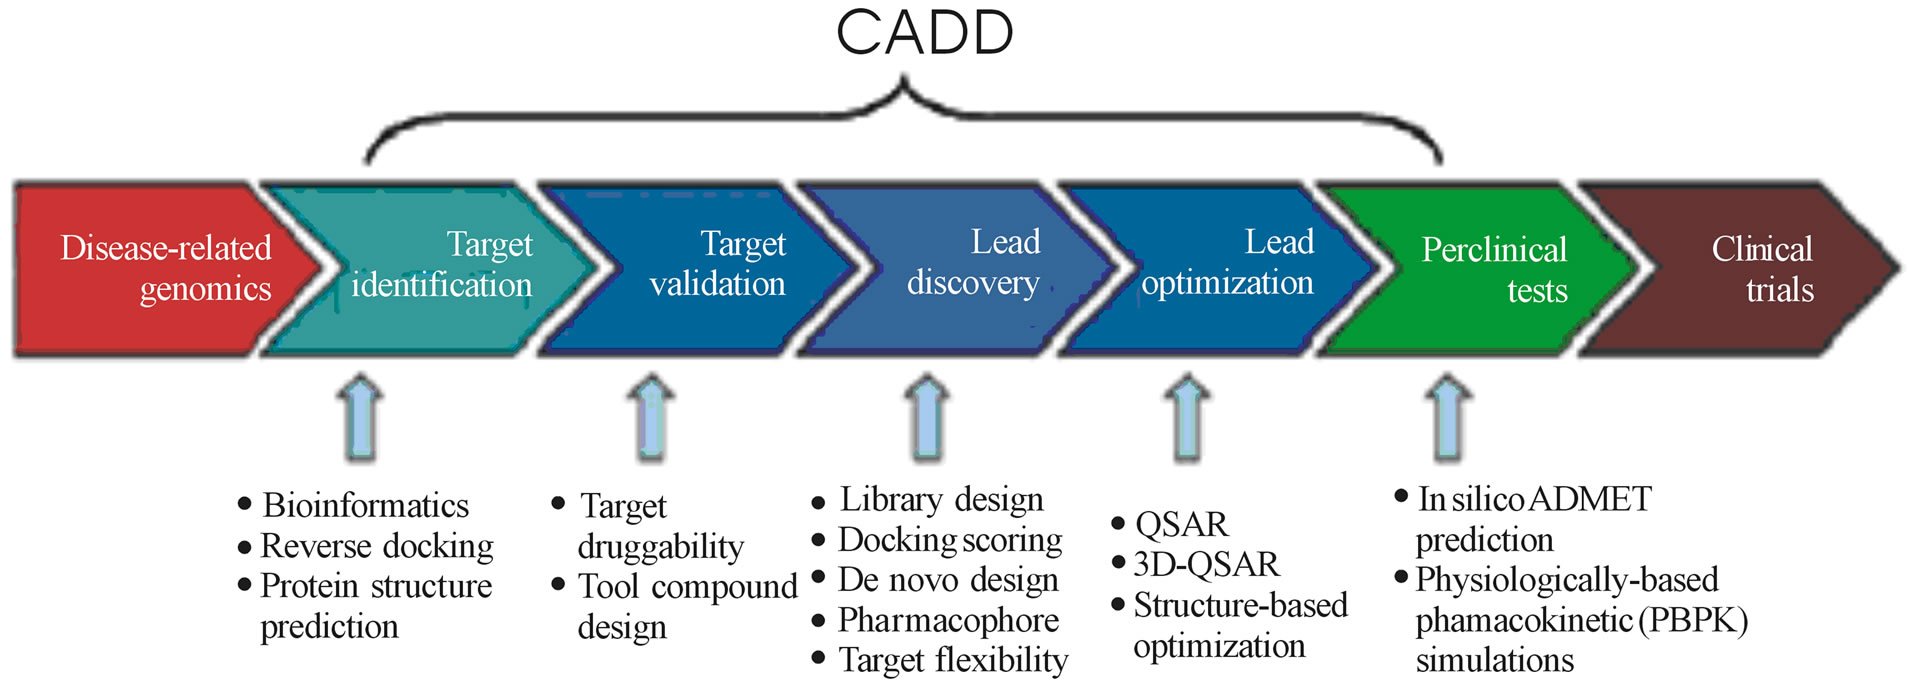 CADD
Disease-related
genomics
Target
identification
Target
validation
Lead
discovery
Lead
optimization
Perclinical
tests
Clinical
trials
• Bioinformatics
• Reverse docking
• Protein structure
prediction
• Target
druggability
• Tool compound
design
• Library design
• Docking scoring
• De novo design
• Pharmacophore
• Target flexibility
• QSAR
• 3D-QSAR
• Structure-based
optimization
• In silico ADMET
prediction
• Physiologically-based
phamacokinetic (PBPK)
simulations